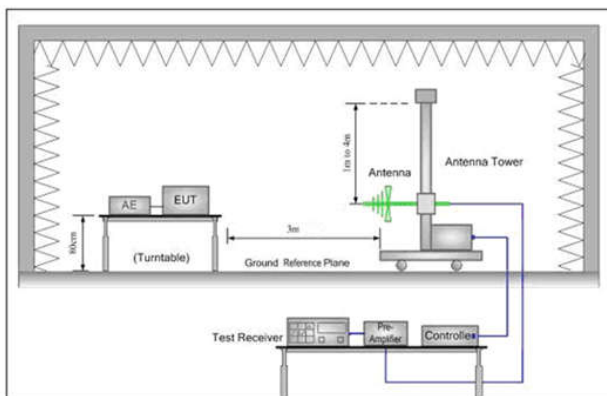 1m to 4m
Antenna
Antenna Tower
AE
EUT
80cm
(Turntable)
3m
Ground Reference Plane
Test Receiver
Pre-
Amplifier
Controller